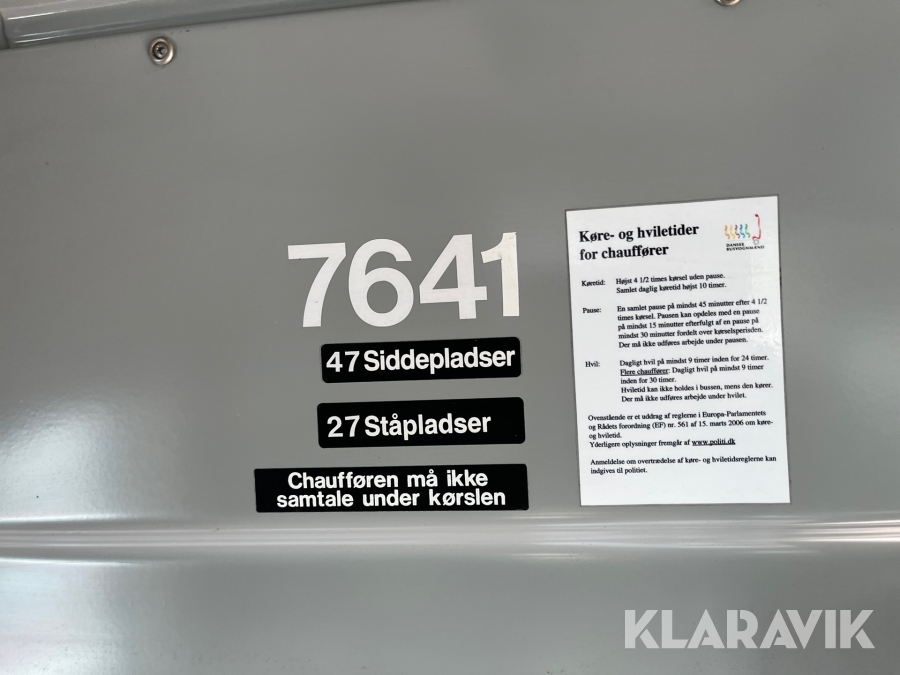 7641
47 Siddepladser
27 Ståpladser
Chaufføren må ikke
samtale under kørslen
Køre- og hviletider
for chauffører
DANSKE
BUSVOGNMÆND
Køretid: Højst 4 1/2 times kørsel uden pause.
Samlet daglig køretid højst 10 timer.
Pause: En samlet pause på mindst 45 minutter efter 4 1/2
times kørsel. Pausen kan opdeles med en pause
på mindst 15 minutter efterfulgt af en pause på
mindst 30 minutter fordelt over kørselsperioden.
Der må ikke udføres arbejde under pausen.
Hvil: Dagligt hvil på mindst 9 timer inden for 24 timer.
Flere chauffører: Dagligt hvil på mindst 9 timer
inden for 30 timer.
Hviletid kan ikke holdes i bussen, mens den kører.
Der må ikke udføres arbejde under hvilet.
Ovenstående er et uddrag af reglerne i Europa-Parlamentets
og Rådets forordning (EF) nr. 561 af 15. marts 2006 om køre-
og hviletid.
Yderligere oplysninger fremgår af www.politi.dk
Anmeldelse om overtrædelse af køre- og hviletidsreglerne kan
indgives til politiet.
KLARAVIK